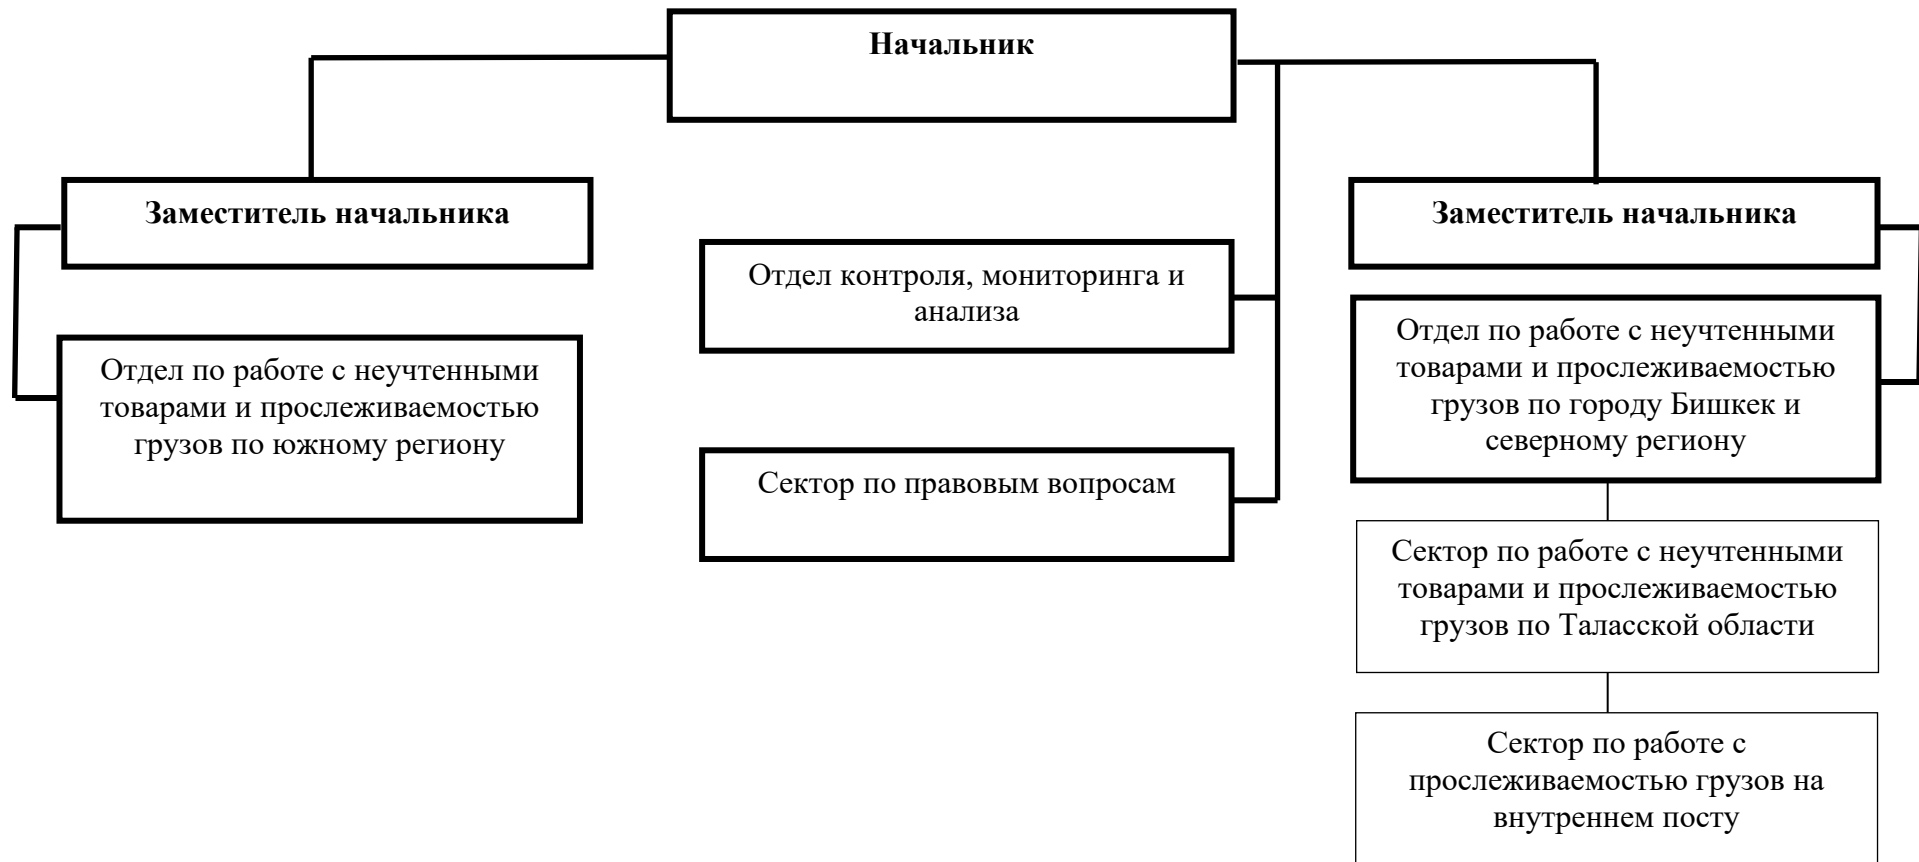 Начальник
Заместитель начальника
Отдел по работе с неучтенными
товарами и прослеживаемостью
грузов по южному региону
Отдел контроля, мониторинга и
анализа
Сектор по правовым вопросам
Заместитель начальника
Отдел по работе с неучтенными
товарами и прослеживаемостью
грузов по городу Бишкек и
северному региону
Сектор по работе с неучтенными
товарами и прослеживаемостью
грузов по Таласской области
Сектор по работе с
прослеживаемостью грузов на
внутреннем посту